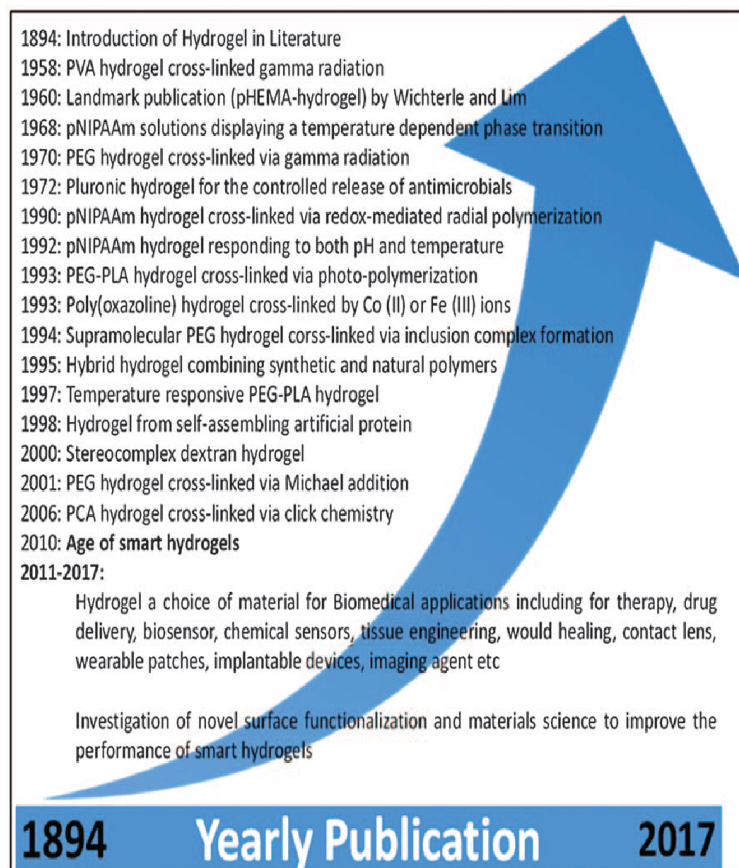 1894: Introduction of Hydrogel in Literature
1958: PVA hydrogel cross-linked gamma radiation
1960: Landmark publication (pHEMA-hydrogel) by Wichterle and Lim
1968: pNIPAAm solutions displaying a temperature dependent phase transition
1970: PEG hydrogel cross-linked via gamma radiation
1972: Pluronic hydrogel for the controlled release of antimicrobials
1990: pNIPAAm hydrogel cross-linked via redox-mediated radial polymerization
1992: pNIPAAm hydrogel responding to both pH and temperature
1993: PEG-PLA hydrogel cross-linked via photo-polymerization
1993: Poly(oxazoline) hydrogel cross-linked by Co (II) or Fe (III) ions
1994: Supramolecular PEG hydrogel corss-linked via inclusion complex formation
1995: Hybrid hydrogel combining synthetic and natural polymers
1997: Temperature responsive PEG-PLA hydrogel
1998: Hydrogel from self-assembling artificial protein
2000: Stereocomplex dextran hydrogel
2001: PEG hydrogel cross-linked via Michael addition
2006: PCA hydrogel cross-linked via click chemistry
2010: Age of smart hydrogels
2011-2017:
Hydrogel a choice of material for Biomedical applications including for therapy, drug
delivery, biosensor, chemical sensors, tissue engineering, would healing, contact lens,
wearable patches, implantable devices, imaging agent etc
Investigation of novel surface functionalization and materials science to improve the
performance of smart hydrogels
1894 Yearly Publication 2017